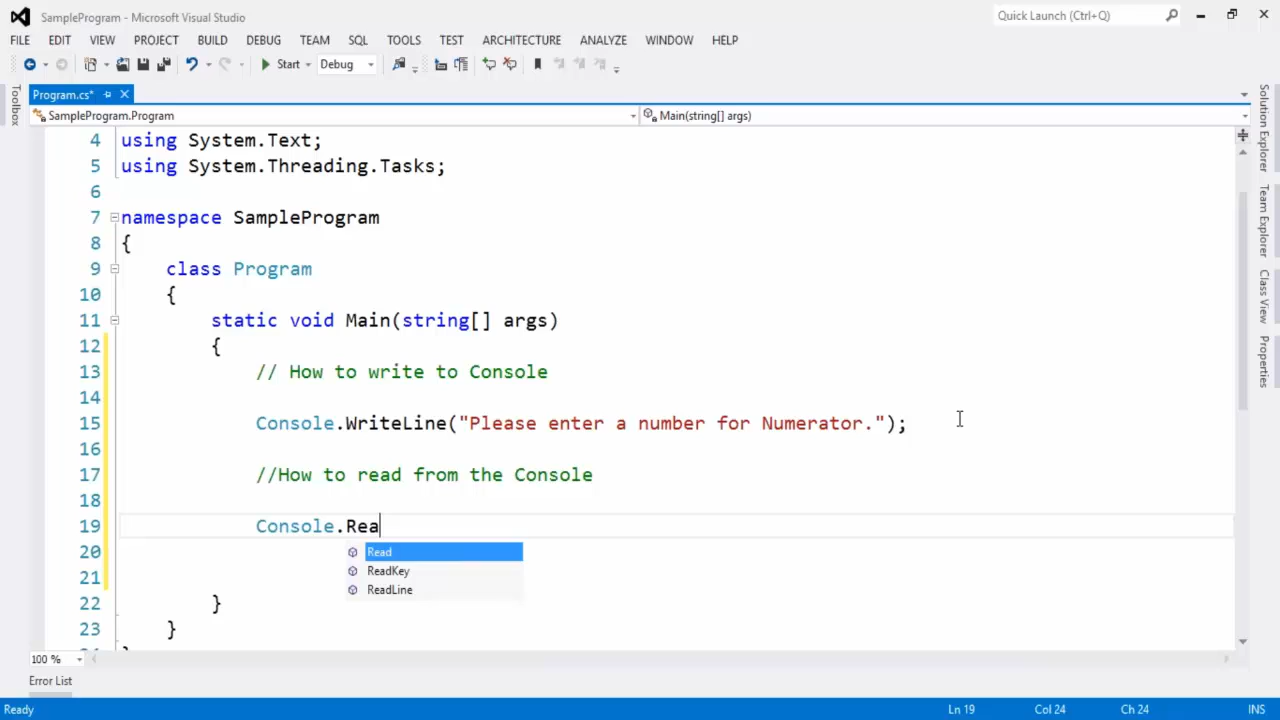 SampleProgram - Microsoft Visual Studio
Quick Launch (Ctrl+Q)
FILE EDIT VIEW PROJECT BUILD DEBUG TEAM SQL TOOLS TEST ARCHITECTURE ANALYZE WINDOW HELP
Start Debug
Program.cs*
SampleProgram.Program
Main(string[] args)
4 using System.Text;
5 using System.Threading.Tasks;
6
7 namespace SampleProgram
8 {
9 class Program
10 {
11 static void Main(string[] args)
12 {
13 // How to write to Console
14
15 Console.WriteLine("Please enter a number for Numerator.");
16
17 //How to read from the Console
18
19 Console.Rea
20
21
22 }
23 }
Read
ReadKey
ReadLine
100 %
Error List
Ready
Ln 19 Col 24 Ch 24 INS
Toolbox
Solution Explorer
Team Explorer
Class View
Properties